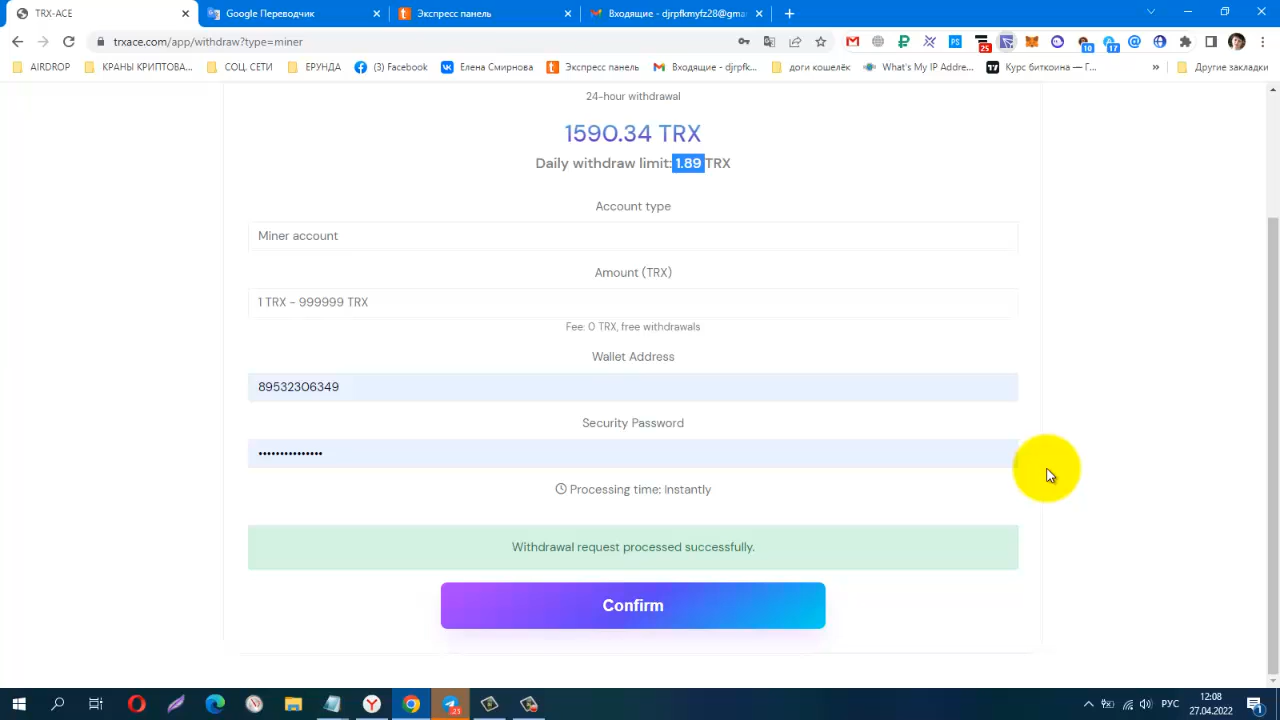 TRX-ACE
Google Переводчик
Экспресс панель
Входящие - djrpfkmyfz28@gma
trxace.com/app/withdraw?type=miner
25
10
17
AIRDROP
КРАНЫ КРИПТОВА...
СОЦ. СЕТИ
ЕРУНДА
(3) Facebook
Елена Смирнова
Экспресс панель
Входящие - djrpfk...
доги кошелёк
What's My IP Addre...
Курс биткоина — Г...
»
Другие закладки
24-hour withdrawal
1590.34 TRX
Daily withdraw limit: 1.89 TRX
Account type
Miner account
Amount (TRX)
1 TRX - 999999 TRX
Fee: 0 TRX, free withdrawals
Wallet Address
89532306349
Security Password
•••••••••••••••
Processing time: Instantly
Withdrawal request processed successfully.
Confirm
РУС
12:08
27.04.2022